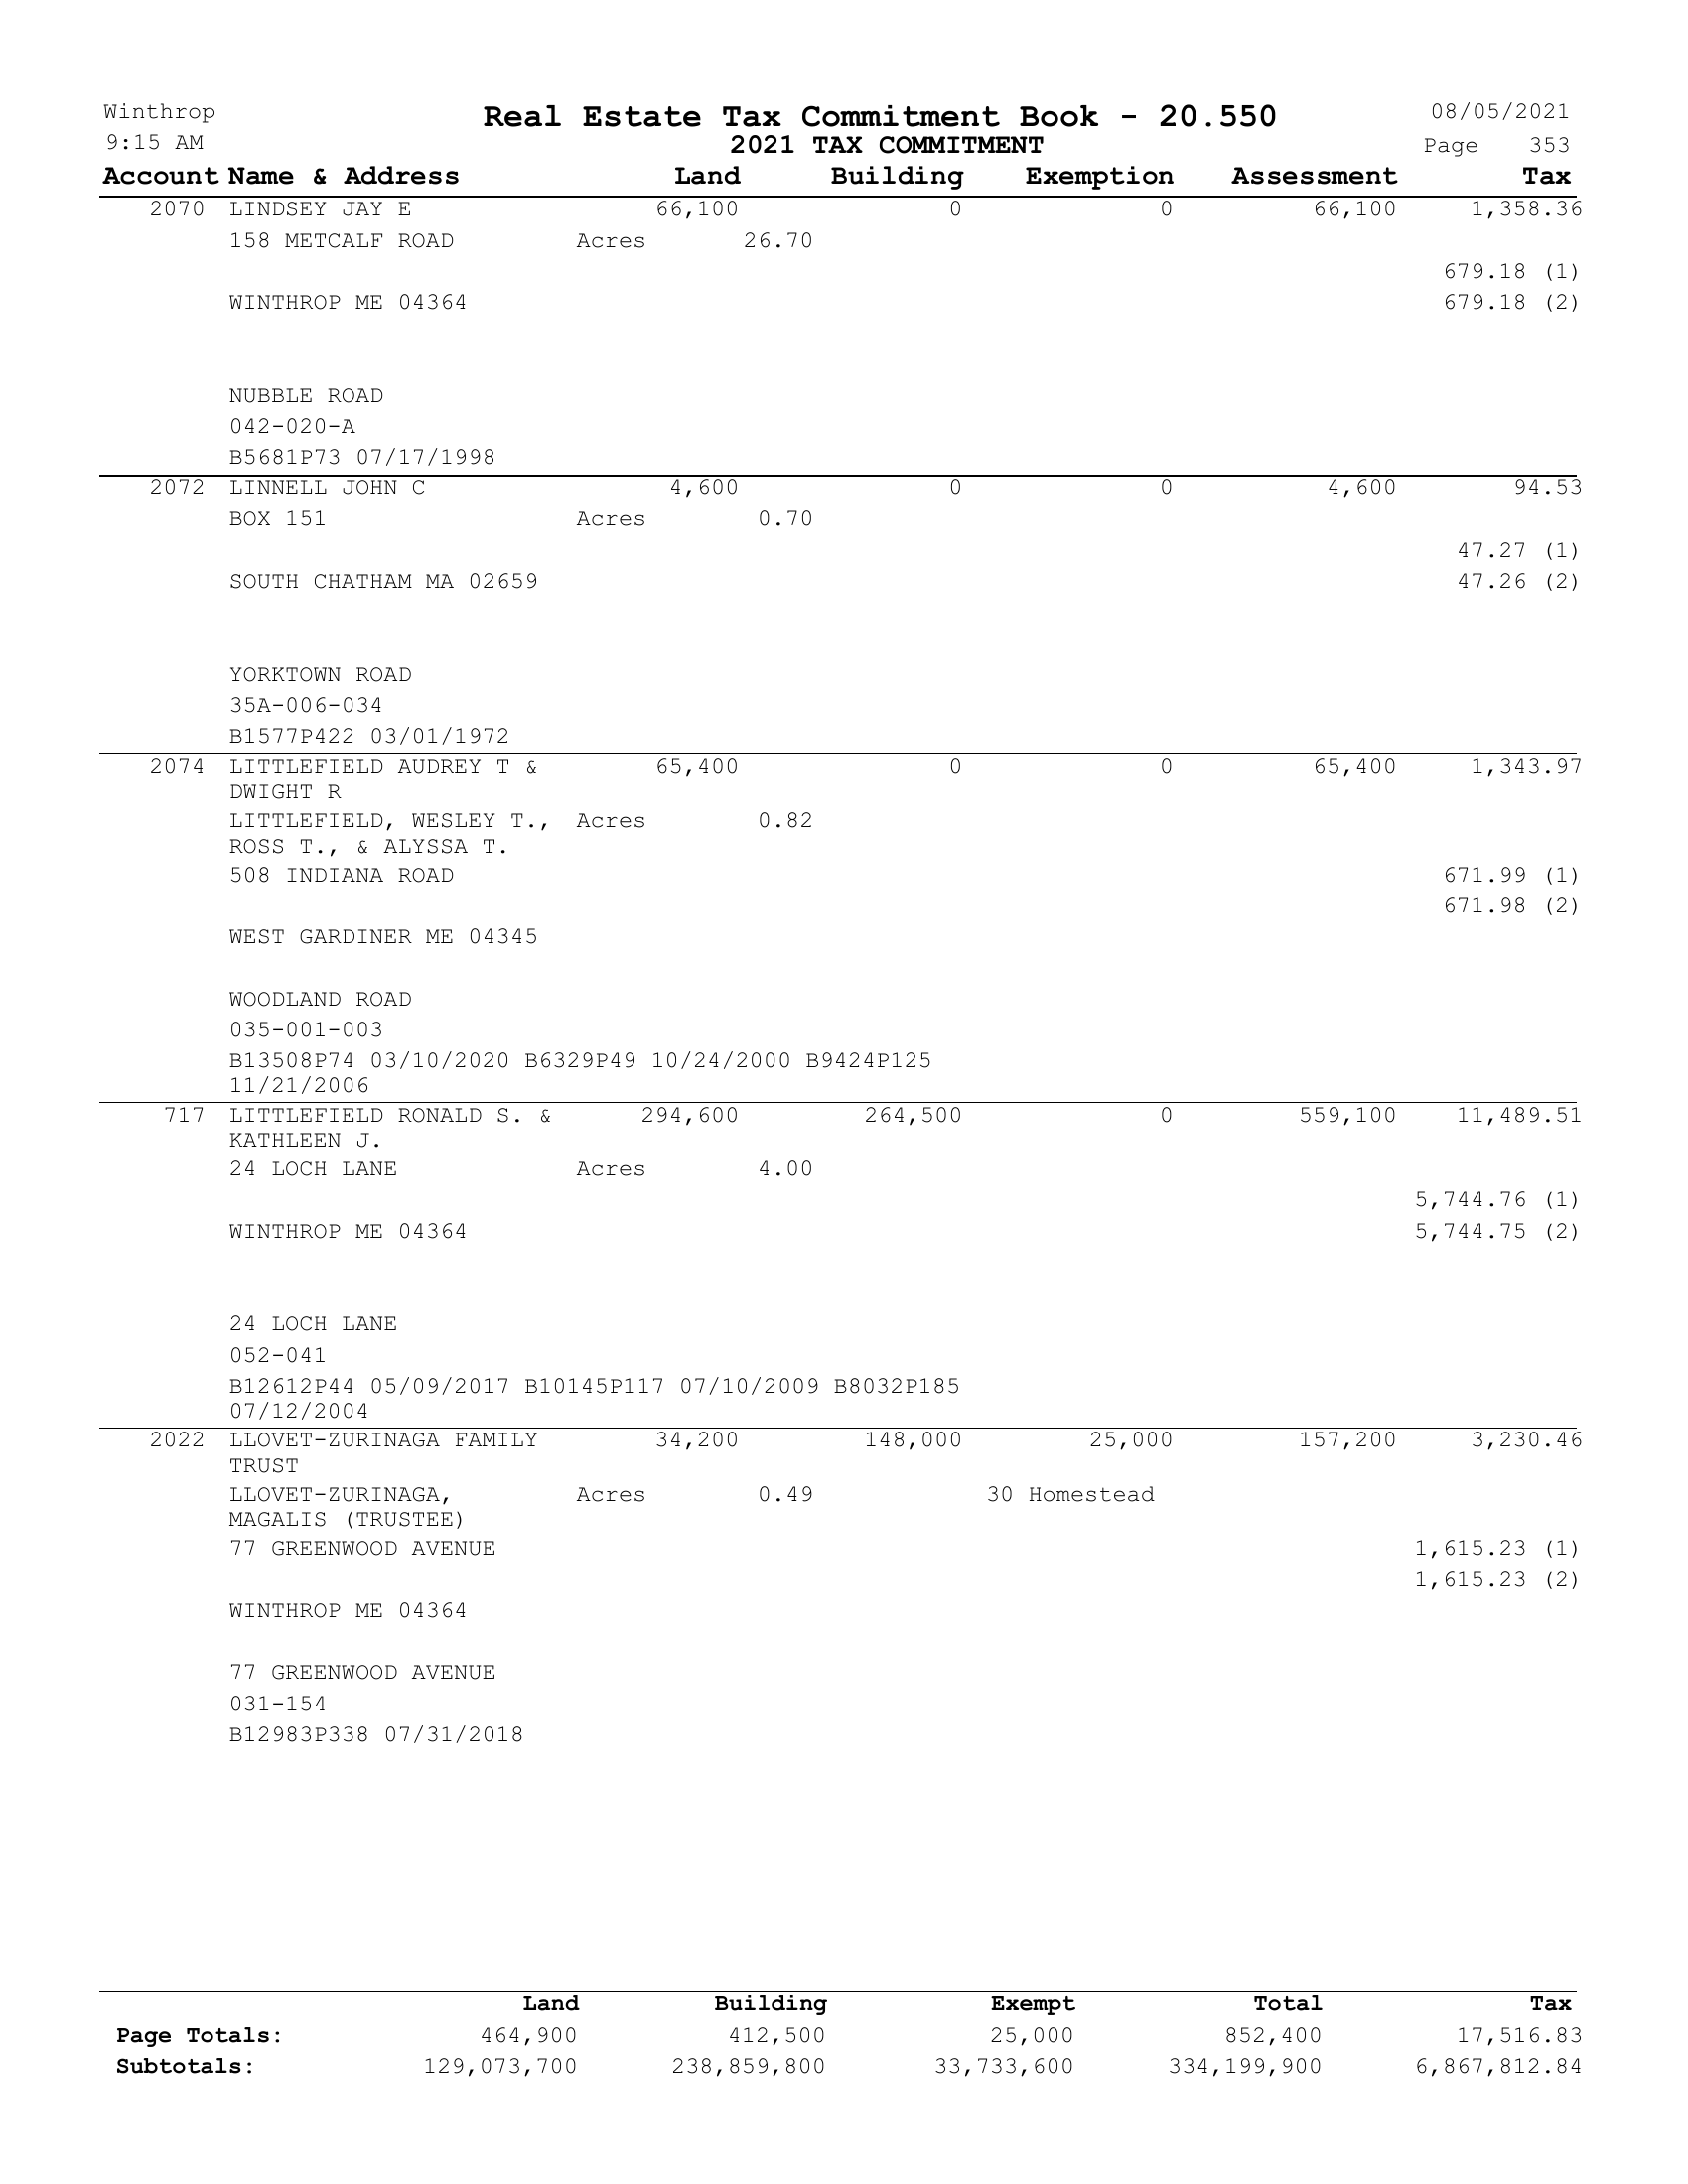 Winthrop Real Estate Tax Commitment Book - 20.550 08/05/2021
9:15 AM 2021 TAX COMMITMENT Page 353
Account Name & Address Land Building Exemption Assessment Tax
2070 LINDSEY JAY E 66,100 0 0 66,100 1,358.36
158 METCALF ROAD Acres 26.70
679.18 (1)
WINTHROP ME 04364 679.18 (2)
NUBBLE ROAD
042-020-A
B5681P73 07/17/1998
2072 LINNELL JOHN C 4,600 0 0 4,600 94.53
BOX 151 Acres 0.70
47.27 (1)
SOUTH CHATHAM MA 02659 47.26 (2)
YORKTOWN ROAD
35A-006-034
B1577P422 03/01/1972
2074 LITTLEFIELD AUDREY T & 65,400 0 0 65,400 1,343.97
DWIGHT R
LITTLEFIELD, WESLEY T., Acres 0.82
ROSS T., & ALYSSA T.
508 INDIANA ROAD 671.99 (1)
671.98 (2)
WEST GARDINER ME 04345
WOODLAND ROAD
035-001-003
B13508P74 03/10/2020 B6329P49 10/24/2000 B9424P125
11/21/2006
717 LITTLEFIELD RONALD S. & 294,600 264,500 0 559,100 11,489.51
KATHLEEN J.
24 LOCH LANE Acres 4.00
5,744.76 (1)
WINTHROP ME 04364 5,744.75 (2)
24 LOCH LANE
052-041
B12612P44 05/09/2017 B10145P117 07/10/2009 B8032P185
07/12/2004
2022 LLOVET-ZURINAGA FAMILY 34,200 148,000 25,000 157,200 3,230.46
TRUST
LLOVET-ZURINAGA, Acres 0.49 30 Homestead
MAGALIS (TRUSTEE)
77 GREENWOOD AVENUE 1,615.23 (1)
1,615.23 (2)
WINTHROP ME 04364
77 GREENWOOD AVENUE
031-154
B12983P338 07/31/2018
Land Building Exempt Total Tax
Page Totals: 464,900 412,500 25,000 852,400 17,516.83
Subtotals: 129,073,700 238,859,800 33,733,600 334,199,900 6,867,812.84